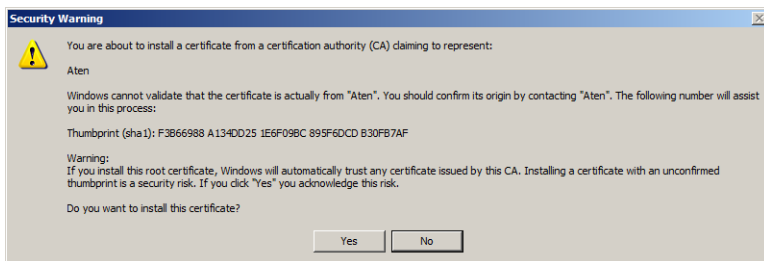 Security Warning
You are about to install a certificate from a certification authority (CA) claiming to represent:
Aten
Windows cannot validate that the certificate is actually from "Aten". You should confirm its origin by contacting "Aten". The following number will assist
you in this process:
Thumbprint (sha1): F3B66988 A134DD25 1E6F09BC 895F6DCD B30FB7AF
Warning:
If you install this root certificate, Windows will automatically trust any certificate issued by this CA. Installing a certificate with an unconfirmed
thumbprint is a security risk. If you click "Yes" you acknowledge this risk.
Do you want to install this certificate?
Yes No